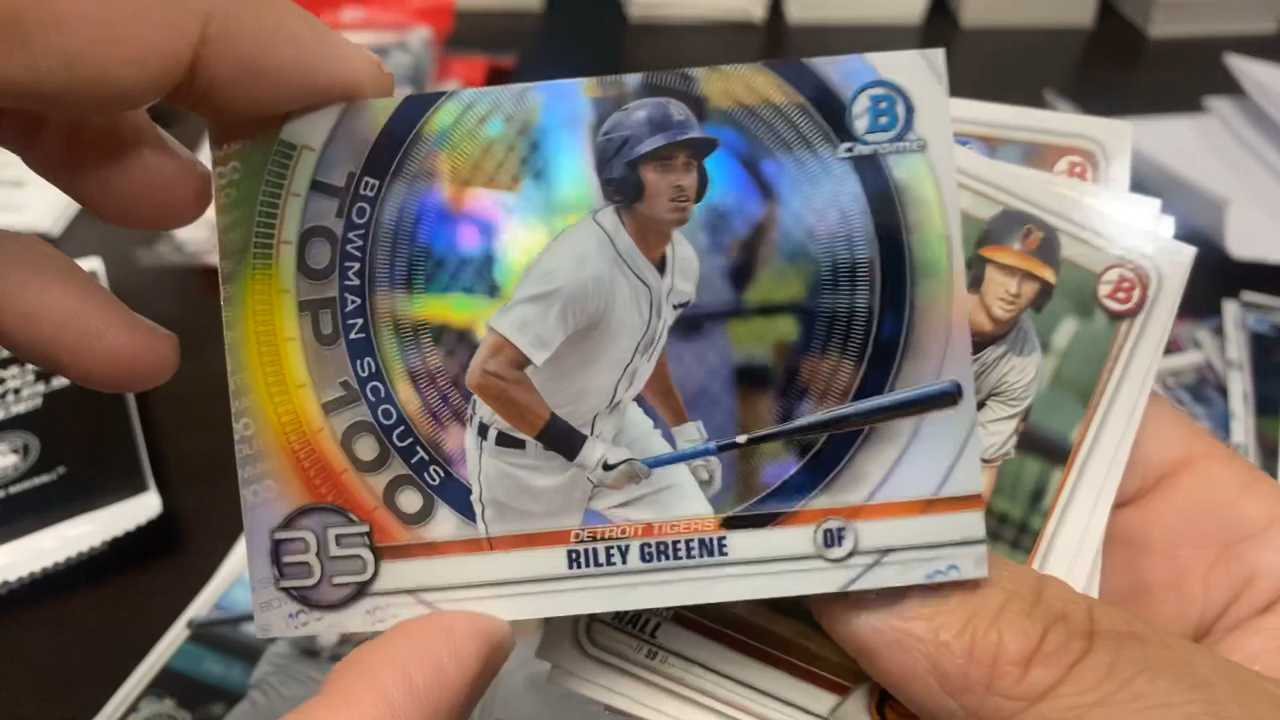 B
Chrome
TOP 100
BOWMAN SCOUTS
35
DETROIT TIGERS
RILEY GREENE
OF
B
B
HALL